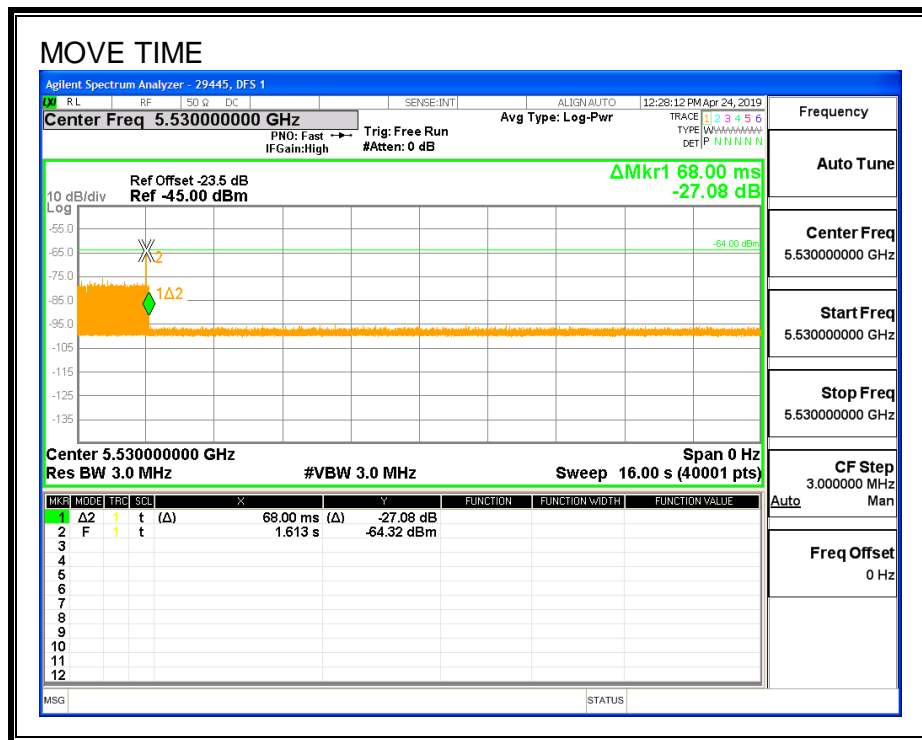 MOVE TIME
Agilent Spectrum Analyzer - 29445, DFS 1
LXI RL RF 50 Ω DC SENSE:INT ALIGN AUTO 12:28:12 PM Apr 24, 2019
Center Freq 5.530000000 GHz
PNO: Fast
IFGain:High
Trig: Free Run
#Atten: 0 dB
Avg Type: Log-Pwr
TRACE 1 2 3 4 5 6
TYPE WWWWWW
DET P N N N N N
Frequency
Auto Tune
ΔMkr1 68.00 ms
-27.08 dB
Ref Offset -23.5 dB
10 dB/div Ref -45.00 dBm
Log
-55.0
-64.00 dBm
-65.0
2
-75.0
1Δ2
-85.0
-95.0
-105
-115
-125
-135
Center 5.530000000 GHz Span 0 Hz
Res BW 3.0 MHz #VBW 3.0 MHz Sweep 16.00 s (40001 pts)
MKR MODE TRC SCL X Y FUNCTION FUNCTION WIDTH FUNCTION VALUE
1 Δ2 1 t (Δ) 68.00 ms (Δ) -27.08 dB
2 F 1 t 1.613 s -64.32 dBm
3
4
5
6
7
8
9
10
11
12
Center Freq
5.530000000 GHz
Start Freq
5.530000000 GHz
Stop Freq
5.530000000 GHz
CF Step
3.000000 MHz
Auto Man
Freq Offset
0 Hz
MSG STATUS